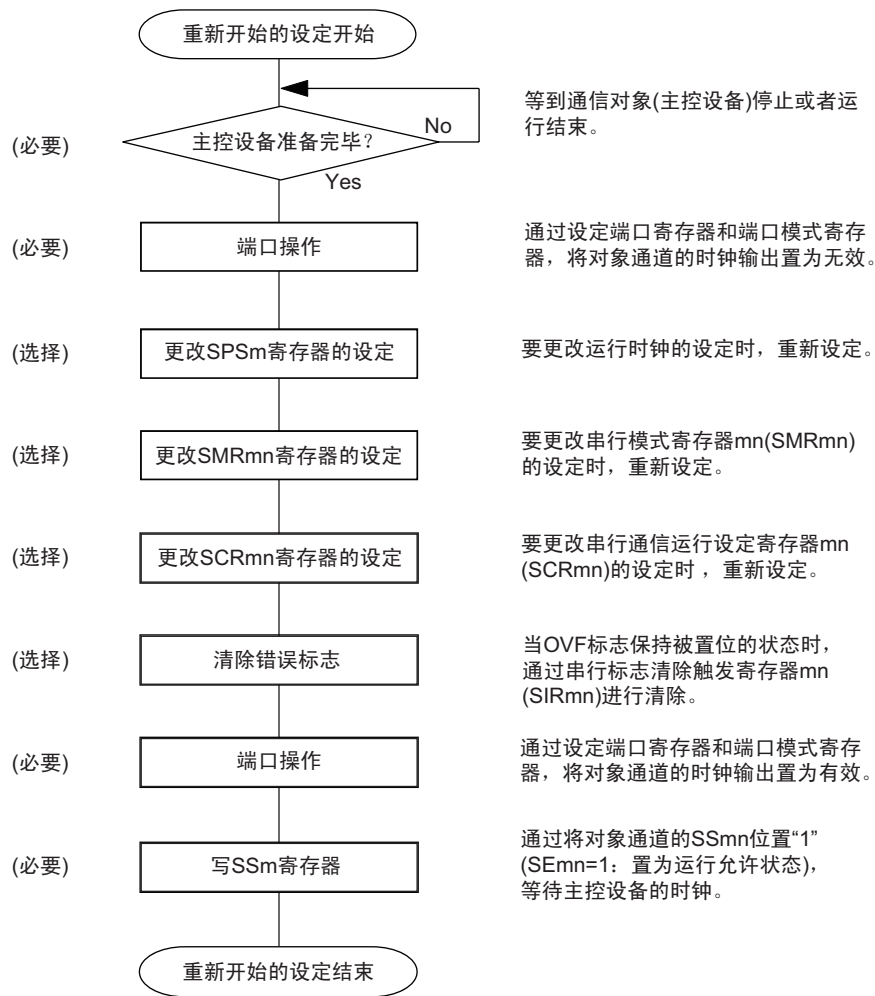 重新开始的设定开始
等到通信对象(主控设备)停止或者运
行结束。
No
(必要)
主控设备准备完毕？
Yes
(必要)
端口操作
通过设定端口寄存器和端口模式寄存
器，将对象通道的时钟输出置为无效。
(选择)
更改SPSm寄存器的设定
要更改运行时钟的设定时，重新设定。
(选择)
更改SMRmn寄存器的设定
要更改串行模式寄存器mn(SMRmn)
的设定时，重新设定。
(选择)
更改SCRmn寄存器的设定
要更改串行通信运行设定寄存器mn
(SCRmn)的设定时，重新设定。
(选择)
清除错误标志
当OVF标志保持被置位的状态时，
通过串行标志清除触发寄存器mn
(SIRmn)进行清除。
(必要)
端口操作
通过设定端口寄存器和端口模式寄存
器，将对象通道的时钟输出置为有效。
(必要)
写SSm寄存器
通过将对象通道的SSmn位置“1”
(SEmn=1：置为运行允许状态)，
等待主控设备的时钟。
重新开始的设定结束